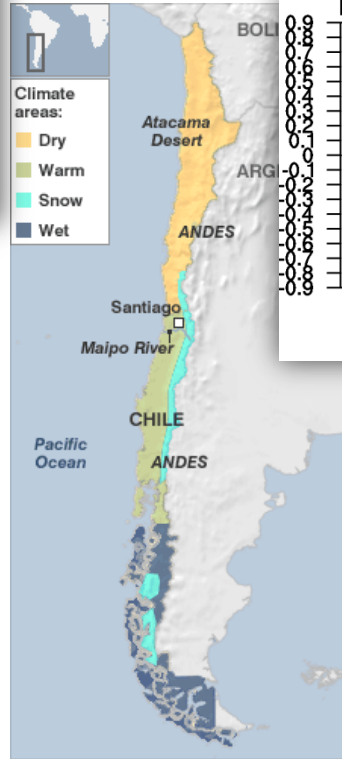 Climate
areas:
Dry
Warm
Snow
Wet
BOLI
Atacama
Desert
ARG
ANDES
Santiago
Maipo River
CHILE
Pacific
Ocean
ANDES
0.9
0.8
0.7
0.6
0.5
0.4
0.3
0.2
0.1
0
-0.1
-0.2
-0.3
-0.4
-0.5
-0.6
-0.7
-0.8
-0.9